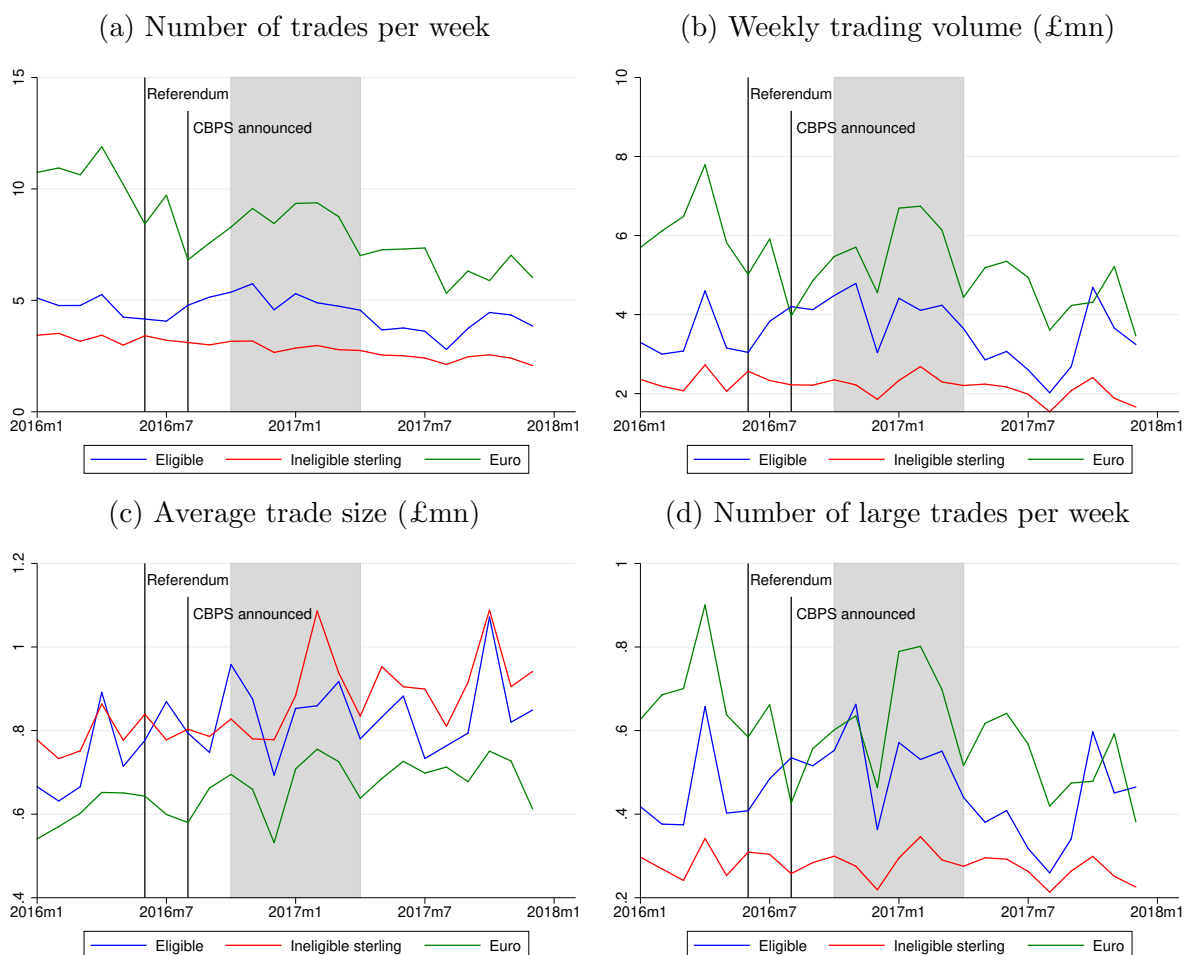 (a) Number of trades per week
15
10
5
0
Referendum
CBPS announced
2016m1 2016m7 2017m1 2017m7 2018m1
Eligible Ineligible sterling Euro
(b) Weekly trading volume (£mn)
10
8
6
4
2
Referendum
CBPS announced
2016m1 2016m7 2017m1 2017m7 2018m1
Eligible Ineligible sterling Euro
(c) Average trade size (£mn)
1.2
1
.8
.6
.4
Referendum
CBPS announced
2016m1 2016m7 2017m1 2017m7 2018m1
Eligible Ineligible sterling Euro
(d) Number of large trades per week
1
.8
.6
.4
.2
Referendum
CBPS announced
2016m1 2016m7 2017m1 2017m7 2018m1
Eligible Ineligible sterling Euro